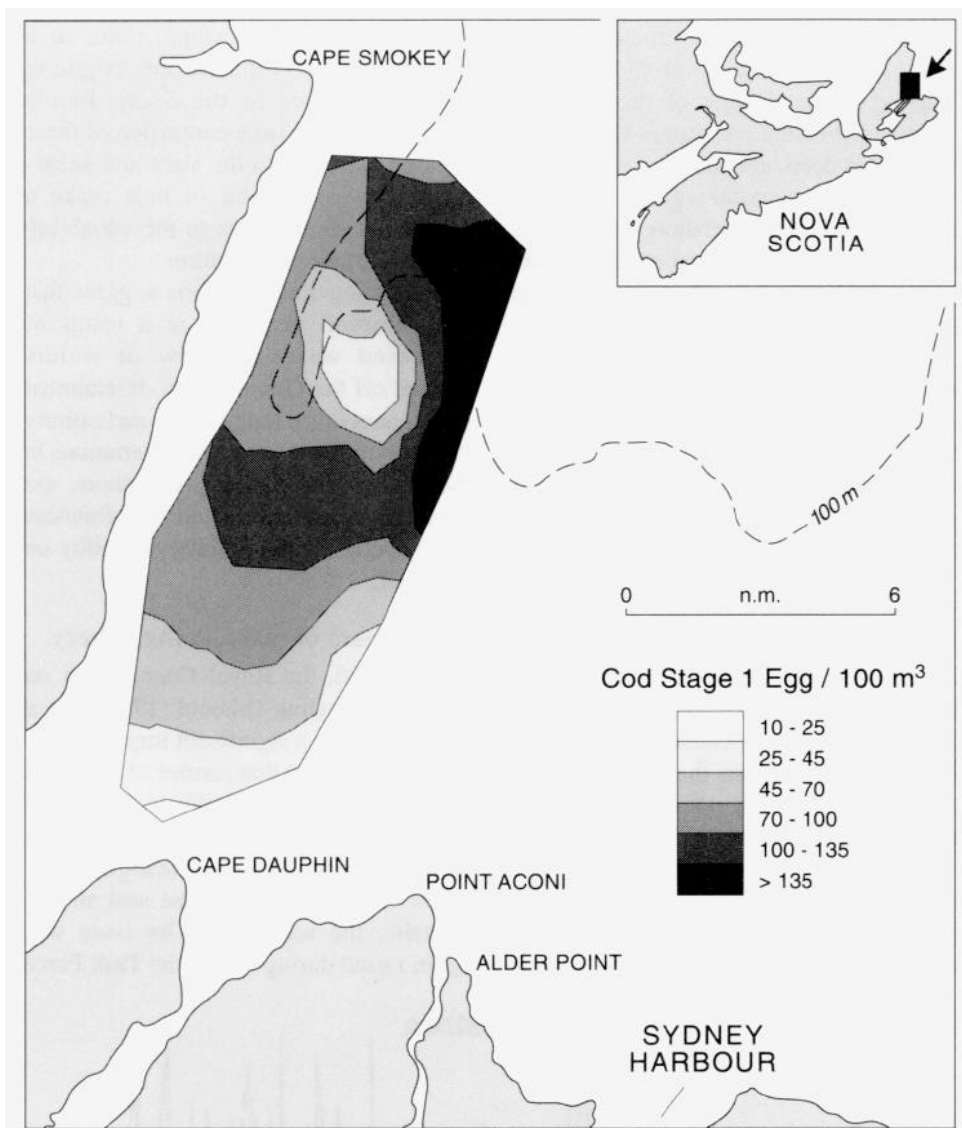 CAPE SMOKEY
NOVA
SCOTIA
100 m
0 n.m. 6
Cod Stage 1 Egg / 100 m³
10 - 25
25 - 45
45 - 70
70 - 100
100 - 135
> 135
CAPE DAUPHIN
POINT ACONI
ALDER POINT
SYDNEY
HARBOUR